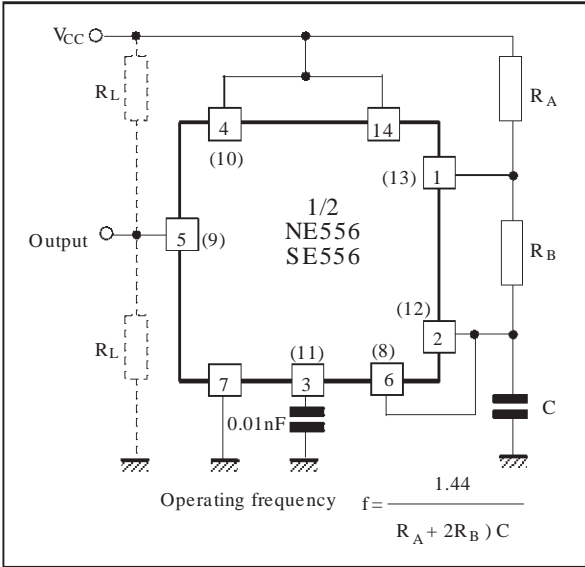 VCC
RL
RA
4
14
(10)
(13)
1
1/2
NE556
SE556
Output
5
(9)
RB
(12)
2
RL
(11)
(8)
7
3
6
0.01nF
C
Operating frequency f= 1.44
RA + 2RB ) C